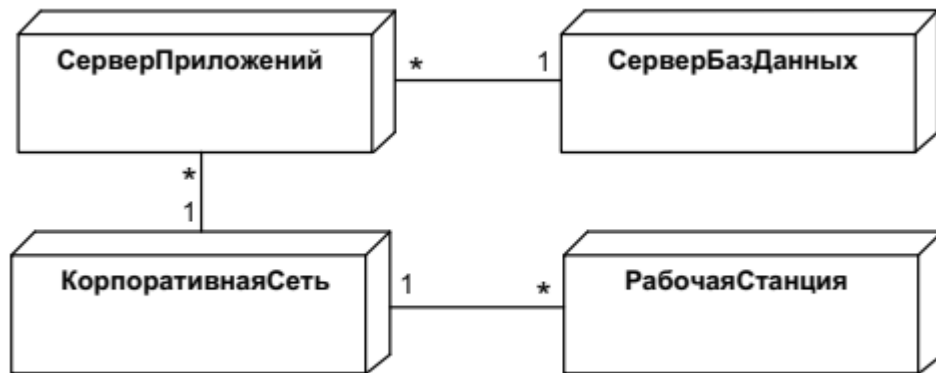 СерверПриложений
* 1
СерверБазДанных
*
1
КорпоративнаяСеть
1 *
РабочаяСтанция